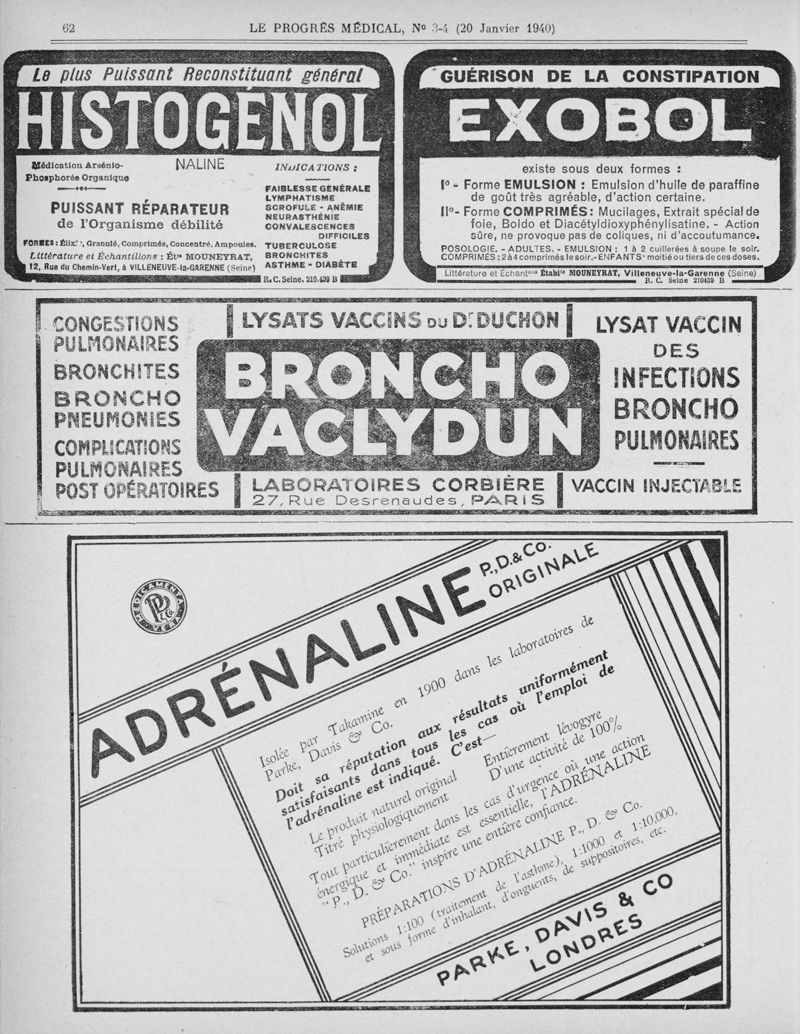 62
LE PROGRÈS MÉDICAL, No 3-4 (20 Janvier 1940)
Le plus Puissant Reconstituant général
HISTOGÉNOL
Médication Arsénio-
Phosphorée Organique
NALINE
PUISSANT RÉPARATEUR
de l'Organisme débilité
FORMES: Élix', Granulé, Comprimés, Concentré, Ampoules.
Littérature et Échantillons : Éts MOUNEYRAT,
12, Rue du Chemin-Vert, à VILLENEUVE-la-GARENNE (Seine)
INDICATIONS :
FAIBLESSE GÉNÉRALE
LYMPHATISME
SCROFULE - ANÉMIE
NEURASTHÉNIE
CONVALESCENCES
DIFFICILES
TUBERCULOSE
BRONCHITES
ASTHME - DIABÈTE
R.C. Seine, 210.439 B
GUÉRISON DE LA CONSTIPATION
EXOBOL
existe sous deux formes :
I° - Forme EMULSION : Emulsion d'huile de paraffine
de goût très agréable, d'action certaine.
II° - Forme COMPRIMÉS : Mucilages, Extrait spécial de
foie, Boldo et Diacétyldioxyphénylisatine. - Action
sûre, ne provoque pas de coliques, ni d'accoutumance.
POSOLOGIE. - ADULTES. - EMULSION : 1 à 2 cuillerées à soupe le soir.
COMPRIMÉS : 2 à 4 comprimés le soir. - ENFANTS : moitié ou tiers de ces doses.
Littérature et Échantons Établts MOUNEYRAT, Villeneuve-la-Garenne (Seine)
R. C. Seine 210439 B
CONGESTIONS
PULMONAIRES
BRONCHITES
BRONCHO
PNEUMONIES
COMPLICATIONS
PULMONAIRES
POST OPÉRATOIRES
LYSATS VACCINS DU Dr DUCHON
BRONCHO
VACLYDUN
LABORATOIRES CORBIÈRE
27, Rue Desrenaudes, PARIS
LYSAT VACCIN
DES
INFECTIONS
BRONCHO
PULMONAIRES
VACCIN INJECTABLE
MEDICAMENTA VERA
P D & Co
ADRÉNALINE P., D. & Co.
ORIGINALE
Isolée par Takamine en 1900 dans les laboratoires de
Parke, Davis & Co.
Doit sa réputation aux résultats uniformément
satisfaisants dans tous les cas où l'emploi de
l'adrénaline est indiqué. C'est—
Le produit naturel original Entièrement lévogyre
Titré physiologiquement D'une activité de 100%
Tout particulièrement dans les cas d'urgence où une action
énergique et immédiate est essentielle, l'ADRÉNALINE
"P., D. & Co." inspire une entière confiance.
PRÉPARATIONS D'ADRÉNALINE P., D. & Co.
Solutions 1:100 (traitement de l'asthme), 1:1000 et 1:10,000,
et sous forme d'inhalant, d'onguents, de suppositoires, etc.
PARKE, DAVIS & CO
LONDRES